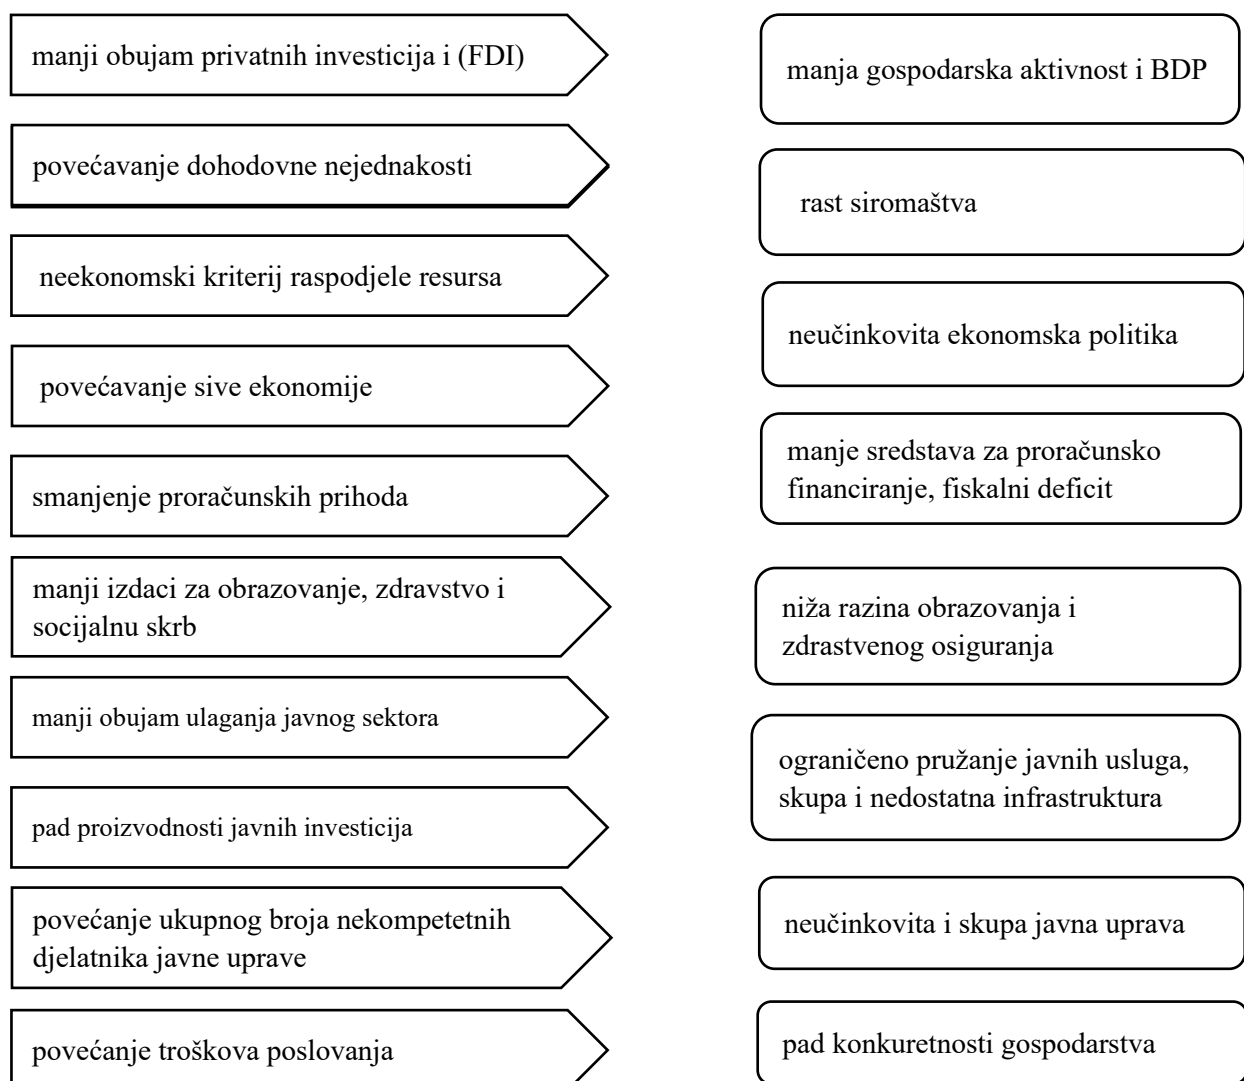 manji obujam privatnih investicija i (FDI)
povećavanje dohodovne nejednakosti
neekonomski kriterij raspodjele resursa
povećavanje sive ekonomije
smanjenje proračunskih prihoda
manji izdaci za obrazovanje, zdravstvo i
socijalnu skrb
manji obujam ulaganja javnog sektora
pad proizvodnosti javnih investicija
povećanje ukupnog broja nekompetetnih
djelatnika javne uprave
povećanje troškova poslovanja
manja gospodarska aktivnost i BDP
rast siromaštva
neučinkovita ekonomska politika
manje sredstava za proračunsko
financiranje, fiskalni deficit
niža razina obrazovanja i
zdrastvenog osiguranja
ograničeno pružanje javnih usluga,
skupa i nedostatna infrastruktura
neučinkovita i skupa javna uprava
pad konkuretnosti gospodarstva